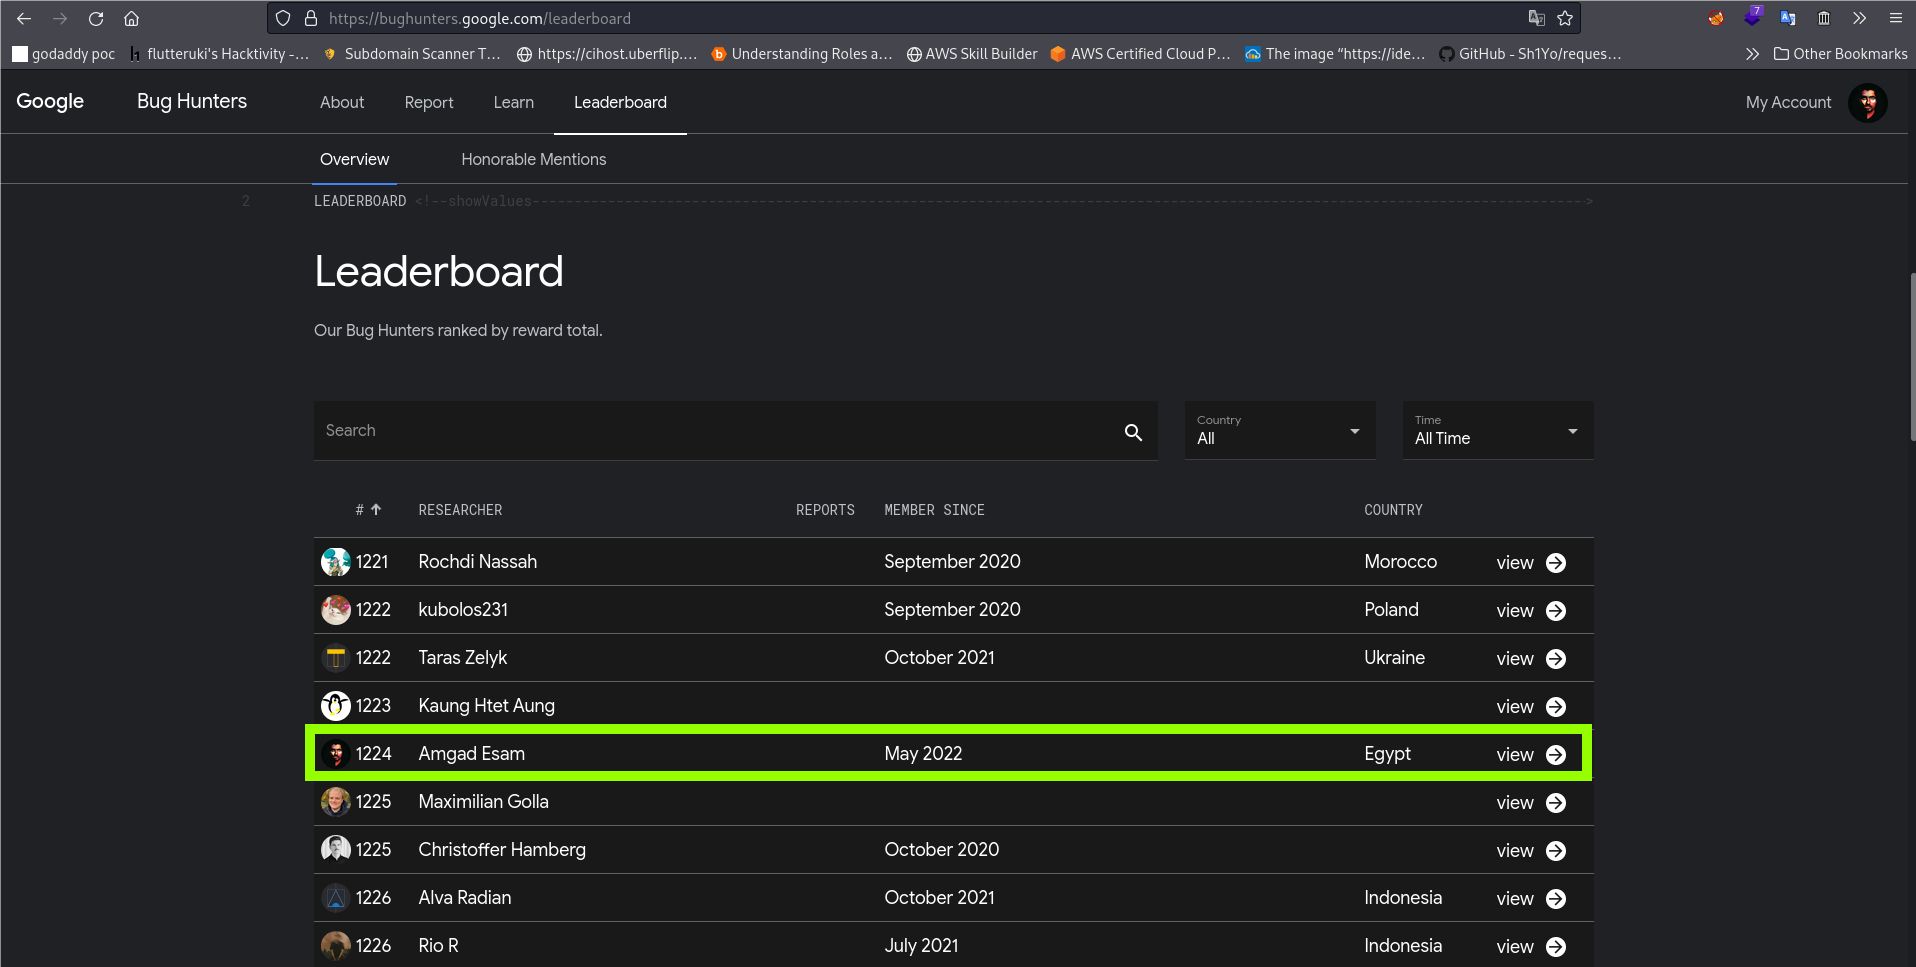 https://bughunters.google.com/leaderboard 7
godaddy poc flutteruki's Hacktivity -... Subdomain Scanner T... https://cihost.uberflip.... Understanding Roles a... AWS Skill Builder AWS Certified Cloud P... The image "https://ide... GitHub - Sh1Yo/reques... Other Bookmarks
Google Bug Hunters About Report Learn Leaderboard My Account
Overview Honorable Mentions
2 LEADERBOARD <!--showValues-->
Leaderboard
Our Bug Hunters ranked by reward total.
Search Country All Time All Time
# RESEARCHER REPORTS MEMBER SINCE COUNTRY
1221 Rochdi Nassah September 2020 Morocco view
1222 kubolos231 September 2020 Poland view
1222 Taras Zelyk October 2021 Ukraine view
1223 Kaung Htet Aung view
1224 Amgad Esam May 2022 Egypt view
1225 Maximilian Golla view
1225 Christoffer Hamberg October 2020 view
1226 Alva Radian October 2021 Indonesia view
1226 Rio R July 2021 Indonesia view